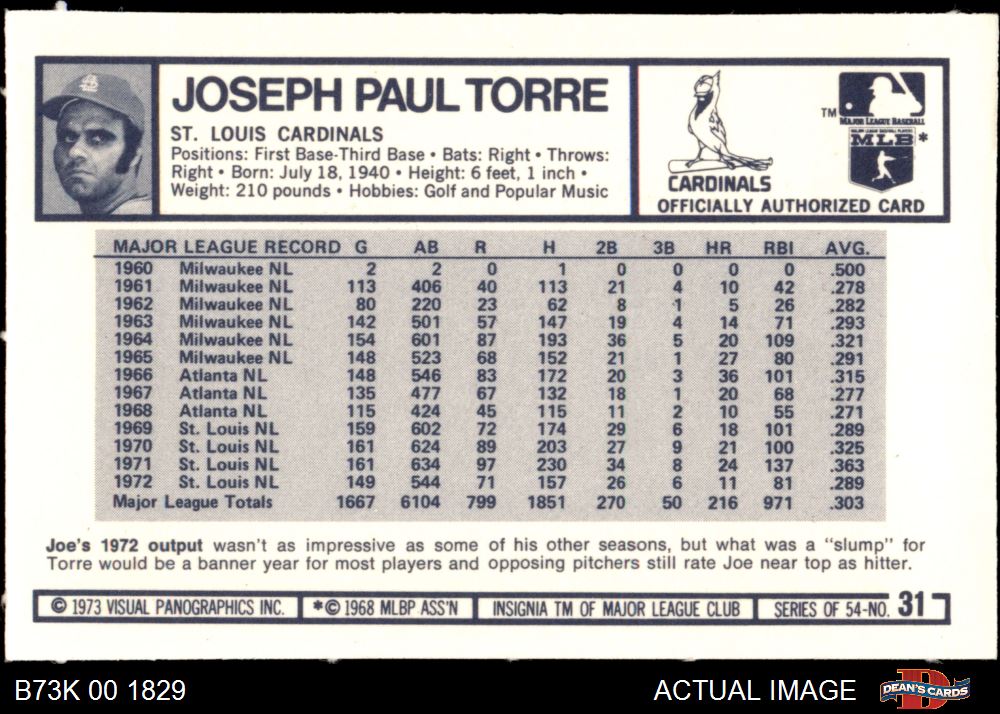 JOSEPH PAUL TORRE
ST. LOUIS CARDINALS
Positions: First Base-Third Base • Bats: Right • Throws:
Right • Born: July 18, 1940 • Height: 6 feet, 1 inch •
Weight: 210 pounds • Hobbies: Golf and Popular Music
CARDINALS
TM
MAJOR LEAGUE BASEBALL
MAJOR LEAGUE BASEBALL PLAYERS
MLB *
OFFICIALLY AUTHORIZED CARD
MAJOR LEAGUE RECORD G AB R H 2B 3B HR RBI AVG.
1960 Milwaukee NL 2 2 0 1 0 0 0 0 .500
1961 Milwaukee NL 113 406 40 113 21 4 10 42 .278
1962 Milwaukee NL 80 220 23 62 8 1 5 26 .282
1963 Milwaukee NL 142 501 57 147 19 4 14 71 .293
1964 Milwaukee NL 154 601 87 193 36 5 20 109 .321
1965 Milwaukee NL 148 523 68 152 21 1 27 80 .291
1966 Atlanta NL 148 546 83 172 20 3 36 101 .315
1967 Atlanta NL 135 477 67 132 18 1 20 68 .277
1968 Atlanta NL 115 424 45 115 11 2 10 55 .271
1969 St. Louis NL 159 602 72 174 29 6 18 101 .289
1970 St. Louis NL 161 624 89 203 27 9 21 100 .325
1971 St. Louis NL 161 634 97 230 34 8 24 137 .363
1972 St. Louis NL 149 544 71 157 26 6 11 81 .289
Major League Totals 1667 6104 799 1851 270 50 216 971 .303
Joe's 1972 output wasn't as impressive as some of his other seasons, but what was a "slump" for
Torre would be a banner year for most players and opposing pitchers still rate Joe near top as hitter.
© 1973 VISUAL PANOGRAPHICS INC. *© 1968 MLBP ASS'N INSIGNIA TM OF MAJOR LEAGUE CLUB SERIES OF 54-NO. 31
B73K 00 1829 ACTUAL IMAGE DEAN'S CARDS